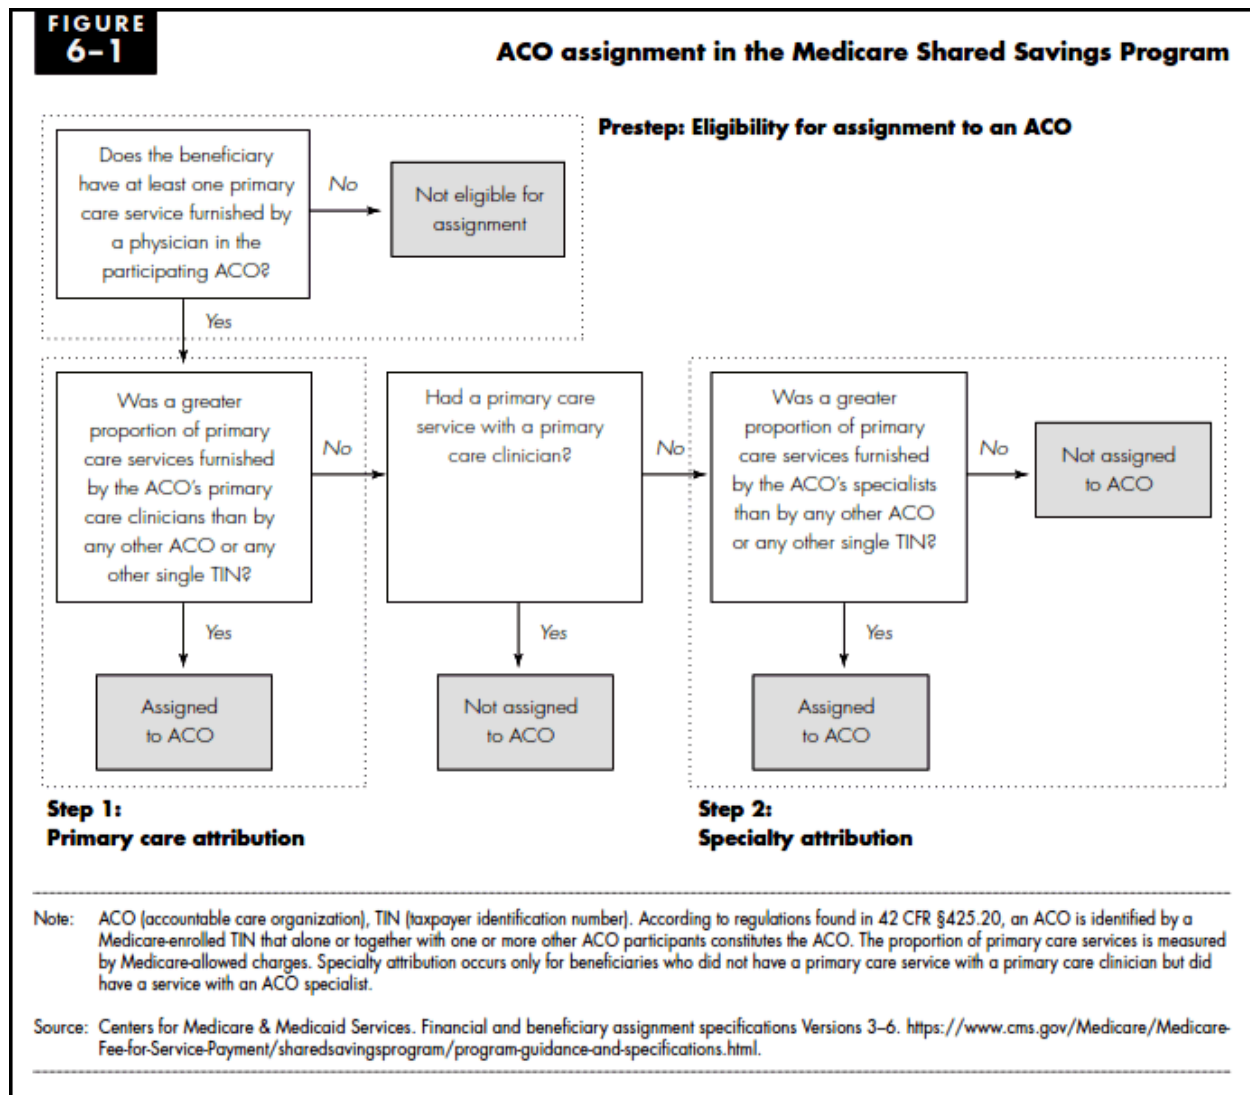 FIGURE
6–1
ACO assignment in the Medicare Shared Savings Program
Prestep: Eligibility for assignment to an ACO
Does the beneficiary
have at least one primary
care service furnished by
a physician in the
participating ACO?
No
Not eligible for
assignment
Yes
Was a greater
proportion of primary
care services furnished
by the ACO's primary
care clinicians than by
any other ACO or any
other single TIN?
No
Had a primary care
service with a primary
care clinician?
No
Was a greater
proportion of primary
care services furnished
by the ACO's specialists
than by any other ACO
or any other single TIN?
No
Not assigned
to ACO
Yes
Yes
Yes
Assigned
to ACO
Not assigned
to ACO
Assigned
to ACO
Step 1:
Primary care attribution
Step 2:
Specialty attribution
Note: ACO (accountable care organization), TIN (taxpayer identification number). According to regulations found in 42 CFR §425.20, an ACO is identified by a
Medicare-enrolled TIN that alone or together with one or more other ACO participants constitutes the ACO. The proportion of primary care services is measured
by Medicare-allowed charges. Specialty attribution occurs only for beneficiaries who did not have a primary care service with a primary care clinician but did
have a service with an ACO specialist.
Source: Centers for Medicare & Medicaid Services. Financial and beneficiary assignment specifications Versions 3–6. https://www.cms.gov/Medicare/Medicare-
Fee-for-Service-Payment/sharedsavingsprogram/program-guidance-and-specifications.html.